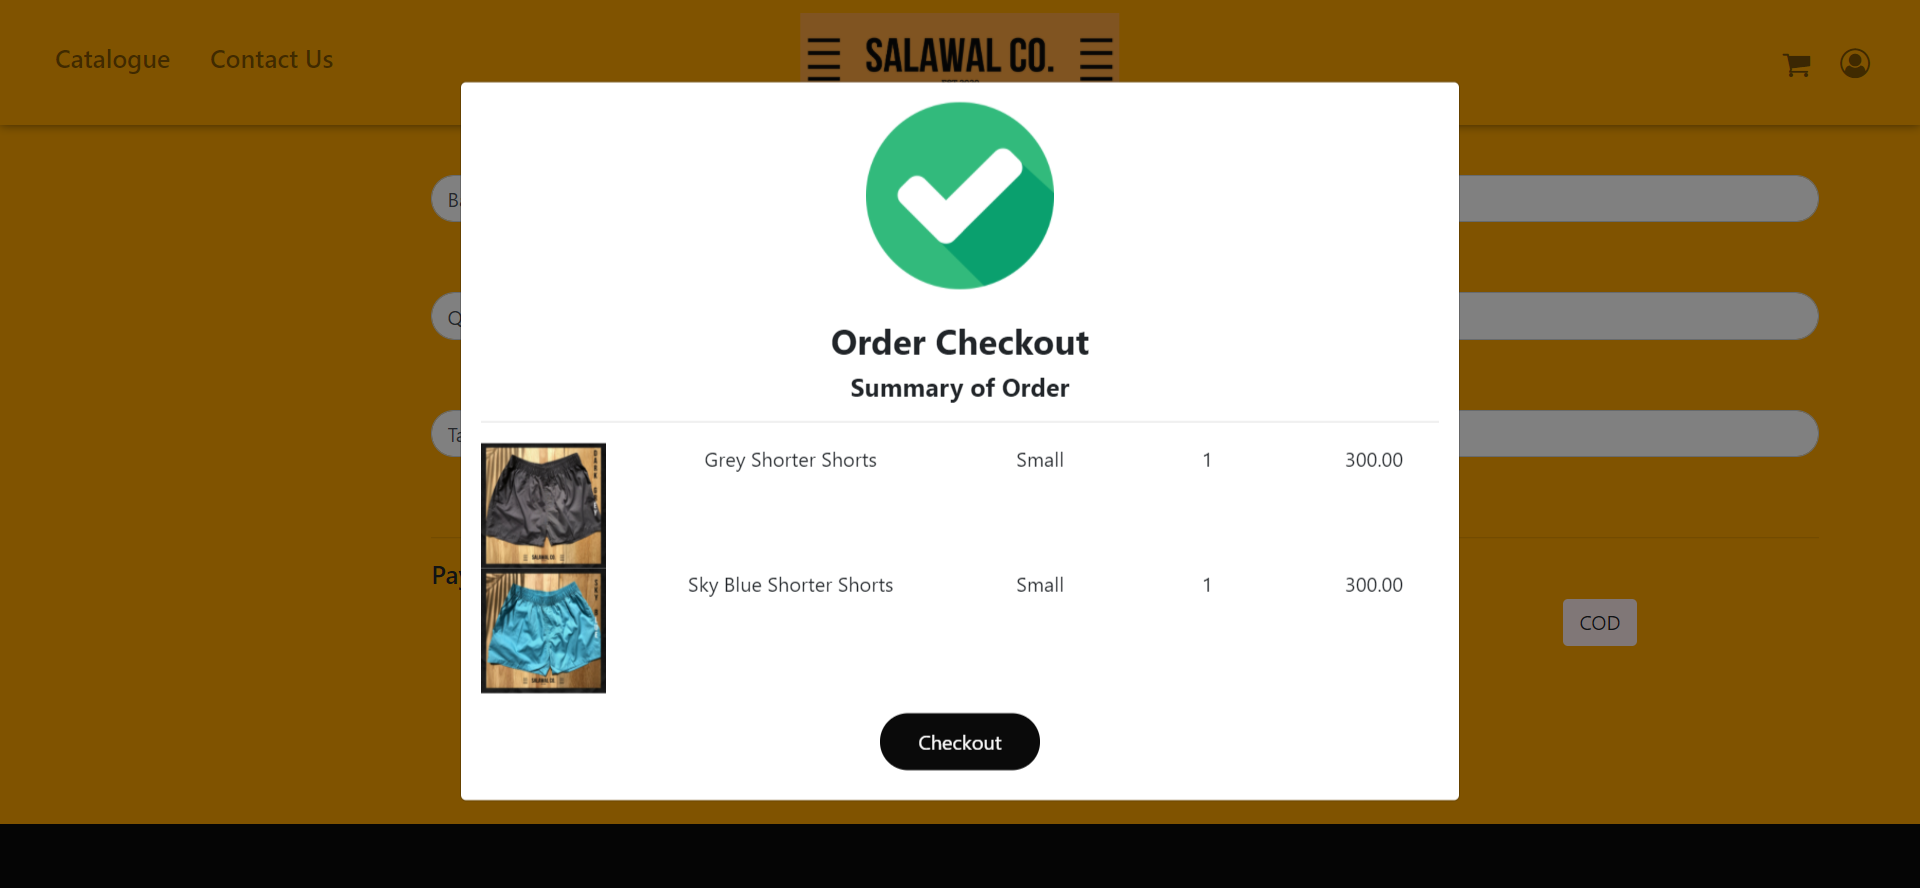 Catalogue Contact Us
SALAWAL CO.
Order Checkout
Summary of Order
Grey Shorter Shorts Small 1 300.00
Sky Blue Shorter Shorts Small 1 300.00
COD
Checkout